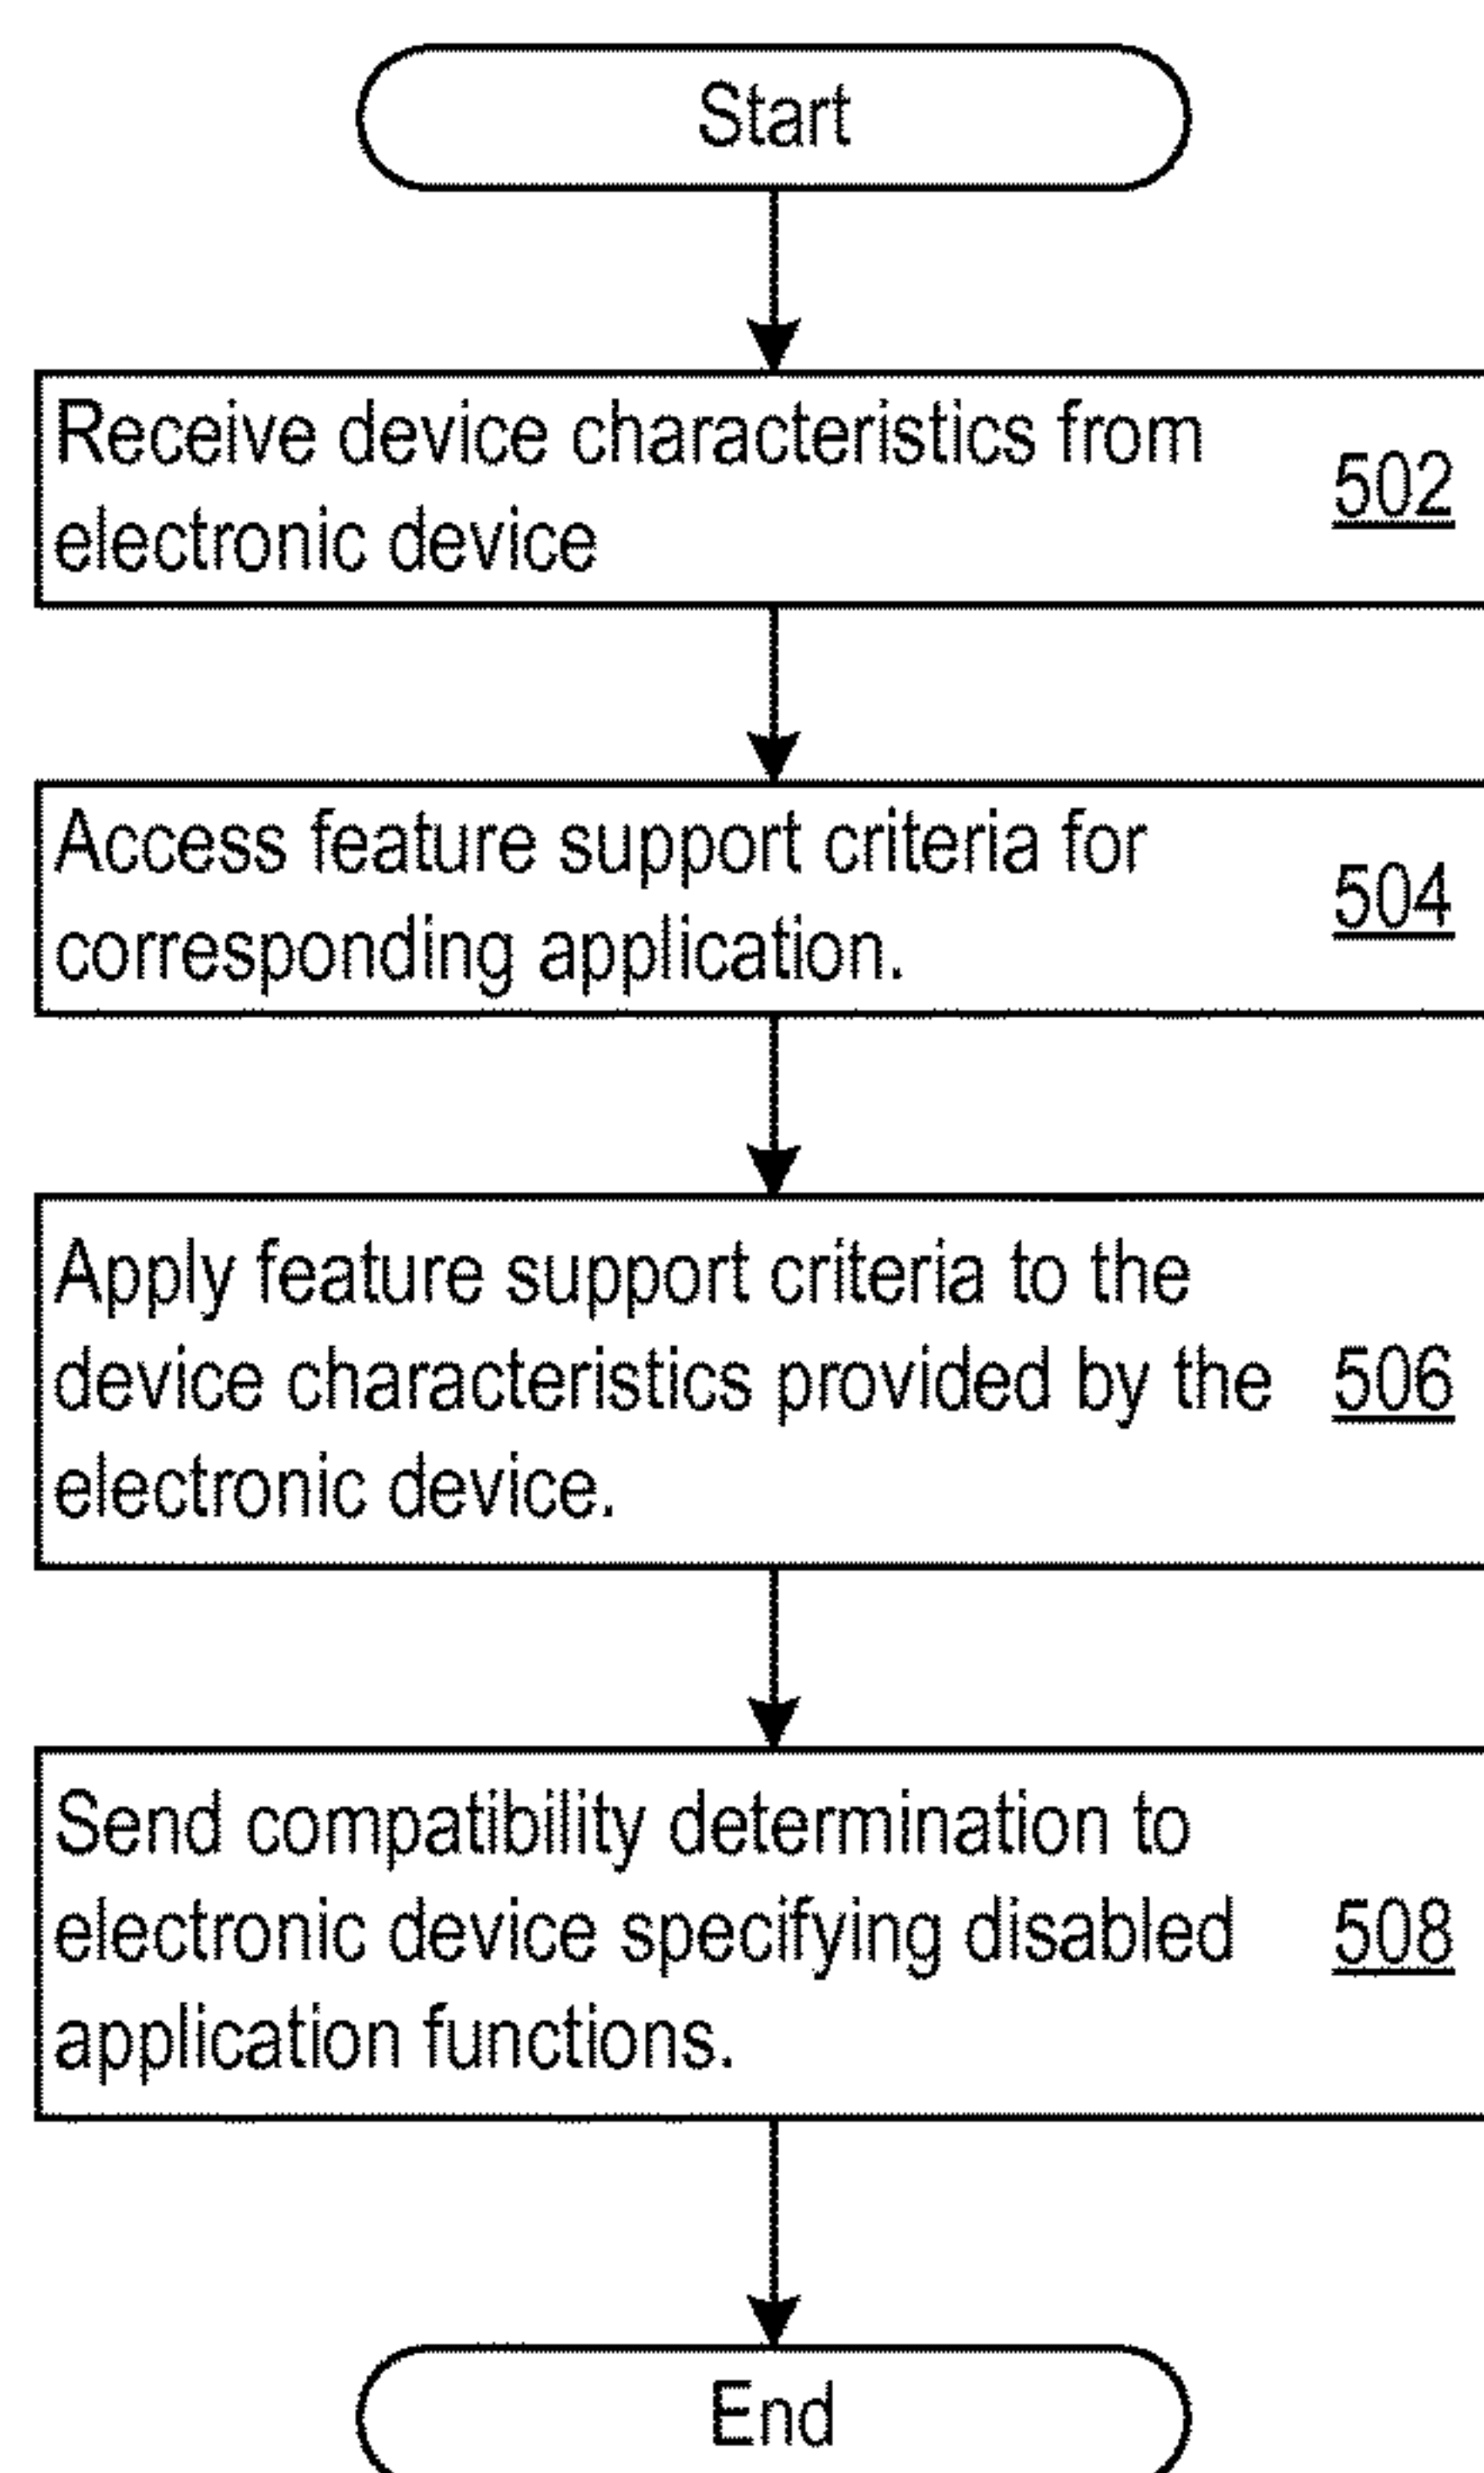 Start
Receive device characteristics from
electronic device
502
Access feature support criteria for
corresponding application.
504
Apply feature support criteria to the
device characteristics provided by the
electronic device.
506
Send compatibility determination to
electronic device specifying disabled
application functions.
508
End